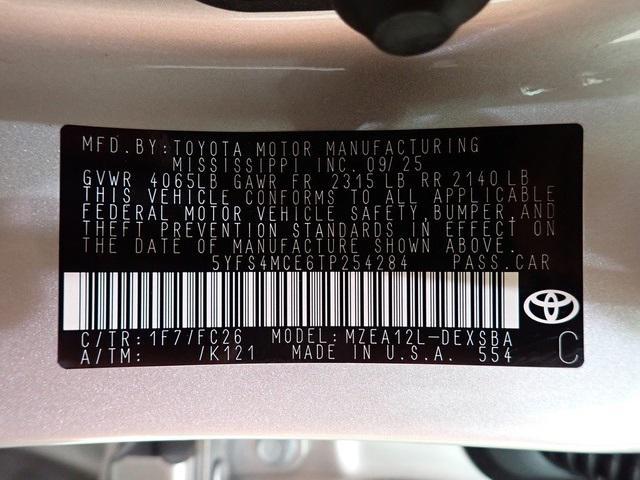 MFD.BY:TOYOTA MOTOR MANUFACTURING
MISSISSIPPI INC. 09/25
GVWR 4065LB GAWR FR 2315 LB RR 2140 LB
THIS VEHICLE CONFORMS TO ALL APPLICABLE
FEDERAL MOTOR VEHICLE SAFETY, BUMPER, AND
THEFT PREVENTION STANDARDS IN EFFECT ON
THE DATE OF MANUFACTURE SHOWN ABOVE.
5YFS4MCE6TP254284 PASS.CAR
C/TR: 1F7/FC26 MODEL: MZEA12L-DEXSBA
A/TM: /K121 MADE IN U.S.A. 554 C